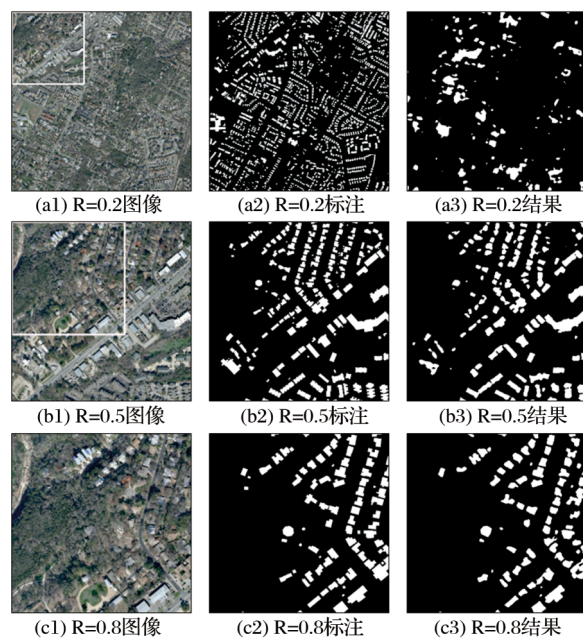 (a1) R=0.2图像
(a2) R=0.2标注
(a3) R=0.2结果
(b1) R=0.5图像
(b2) R=0.5标注
(b3) R=0.5结果
(c1) R=0.8图像
(c2) R=0.8标注
(c3) R=0.8结果